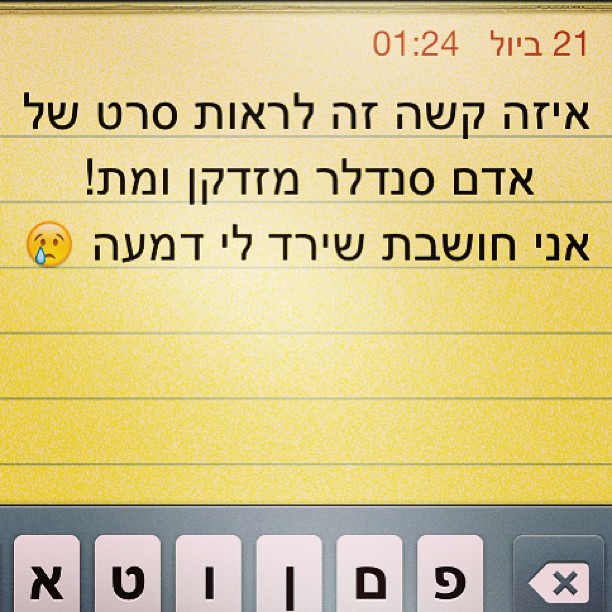 21 ביול 01:24
איזה קשה זה לראות סרט של
אדם סנדלר מזדקן ומת!
אני חושבת שירד לי דמעה 😢
פ ם ן ו ט א